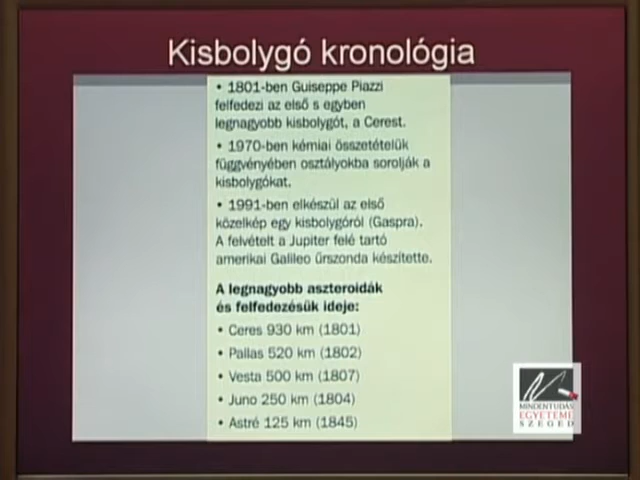 Kisbolygó kronológia
• 1801-ben Guiseppe Piazzi
felfedezi az első s egyben
legnagyobb kisbolygót, a Cerest.
• 1970-ben kémiai összetételük
függvényében osztályokba sorolják a
kisbolygókat.
• 1991-ben elkészül az első
közelkép egy kisbolygóról (Gaspra).
A felvételt a Jupiter felé tartó
amerikai Galileo űrszonda készítette.
A legnagyobb aszteroidák
és felfedezésük ideje:
• Ceres 930 km (1801)
• Pallas 520 km (1802)
• Vesta 500 km (1807)
• Juno 250 km (1804)
• Astré 125 km (1845)
MINDENTUDÁS
EGYETEME
SZEGED